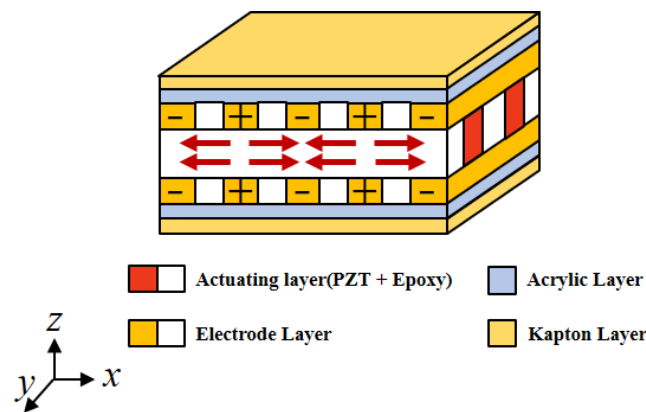 − + − + −
− + − + −
Actuating layer(PZT + Epoxy)
Acrylic Layer
Electrode Layer
Kapton Layer
z
y
x